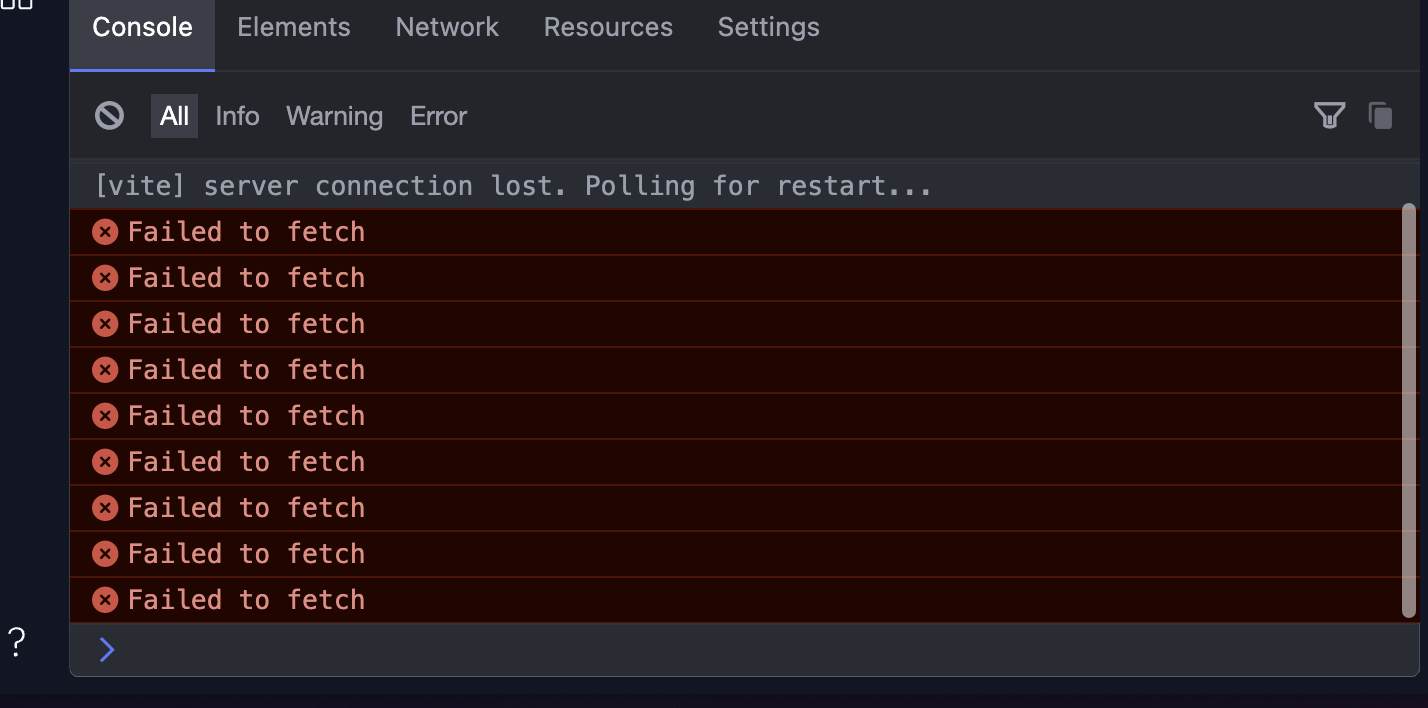 Console Elements Network Resources Settings
All Info Warning Error
[vite] server connection lost. Polling for restart...
Failed to fetch
Failed to fetch
Failed to fetch
Failed to fetch
Failed to fetch
Failed to fetch
Failed to fetch
Failed to fetch
Failed to fetch
?